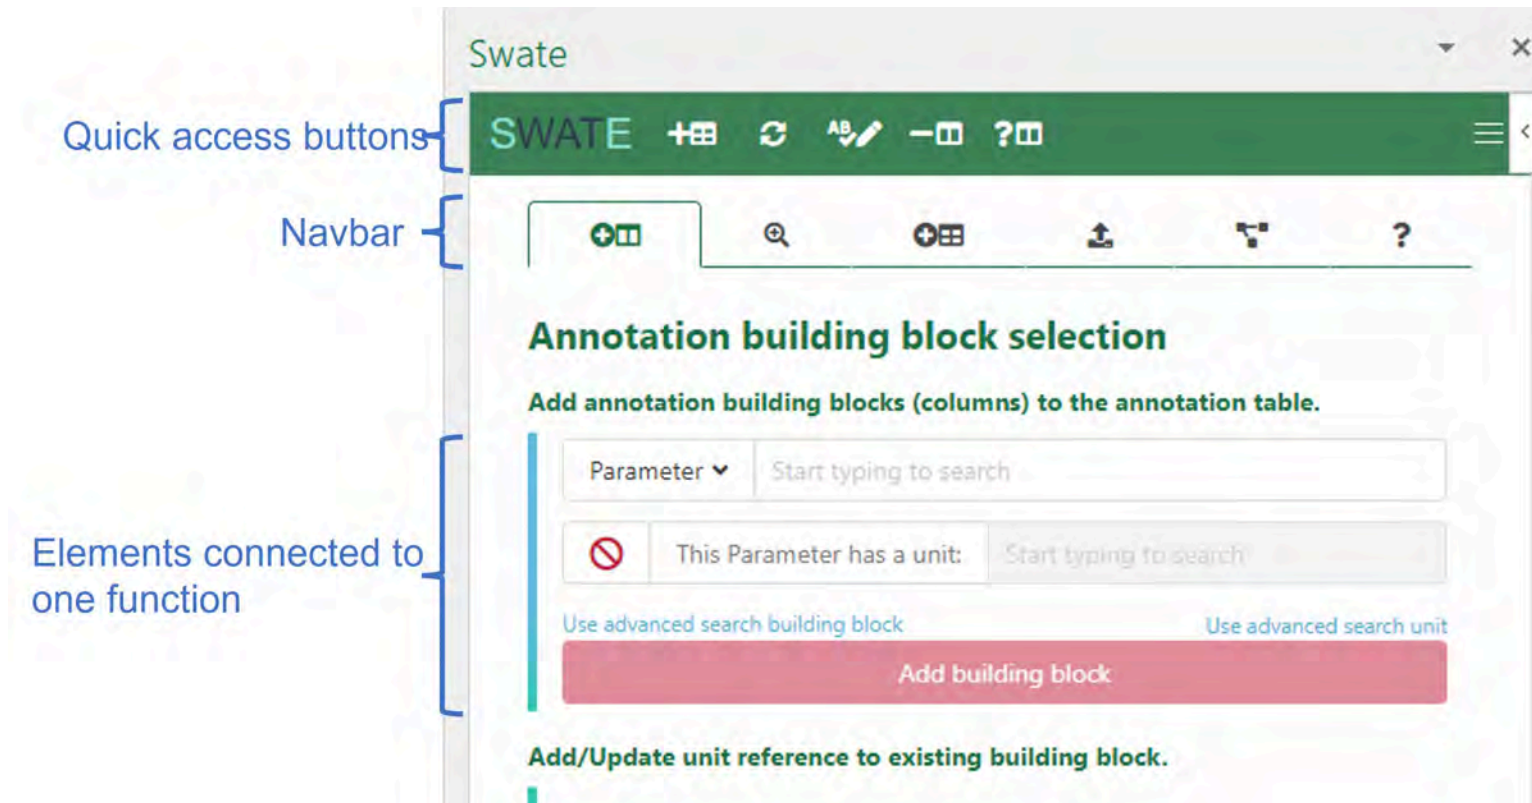 Swate
Quick access buttons
SWATE
Navbar
?
Annotation building block selection
Add annotation building blocks (columns) to the annotation table.
Parameter Start typing to search
Elements connected to
one function
This Parameter has a unit: Start typing to search
Use advanced search building block Use advanced search unit
Add building block
Add/Update unit reference to existing building block.